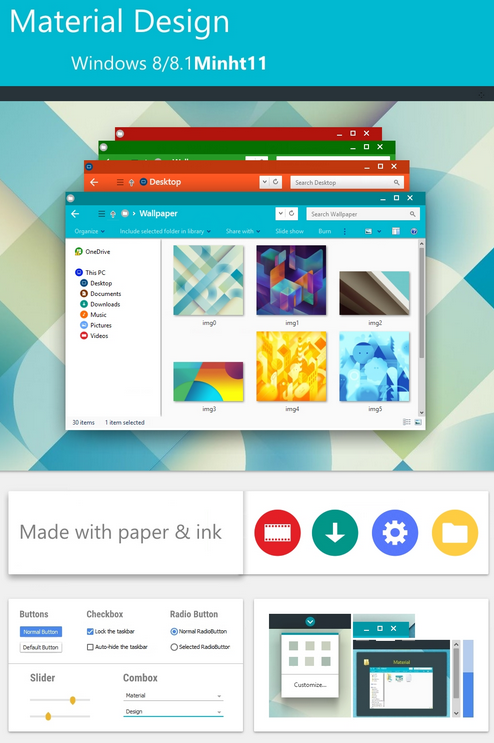 Material Design
Windows 8/8.1Minht11
Desktop
Search Desktop
Wallpaper
Search Wallpaper
Organize
Include selected folder in library
Share with
Slide show
Burn
OneDrive
This PC
Desktop
Documents
Downloads
Music
Pictures
Videos
img0
img1
img2
img3
img4
img5
30 items
1 item selected
Made with paper & ink
Buttons
Checkbox
Radio Button
Normal Button
Lock the taskbar
Normal RadioButton
Default Button
Auto-hide the taskbar
Selected RadioButtor
Slider
Combox
Material
Design
Customize...
Material